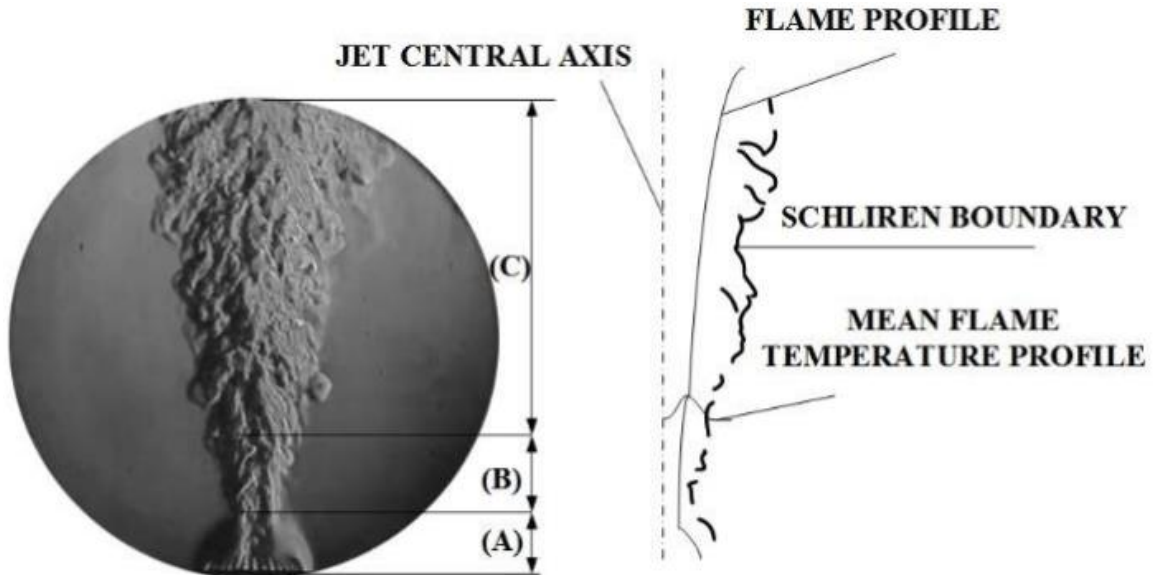 FLAME PROFILE
JET CENTRAL AXIS
SCHLIREN BOUNDARY
(C)
MEAN FLAME
TEMPERATURE PROFILE
(B)
(A)